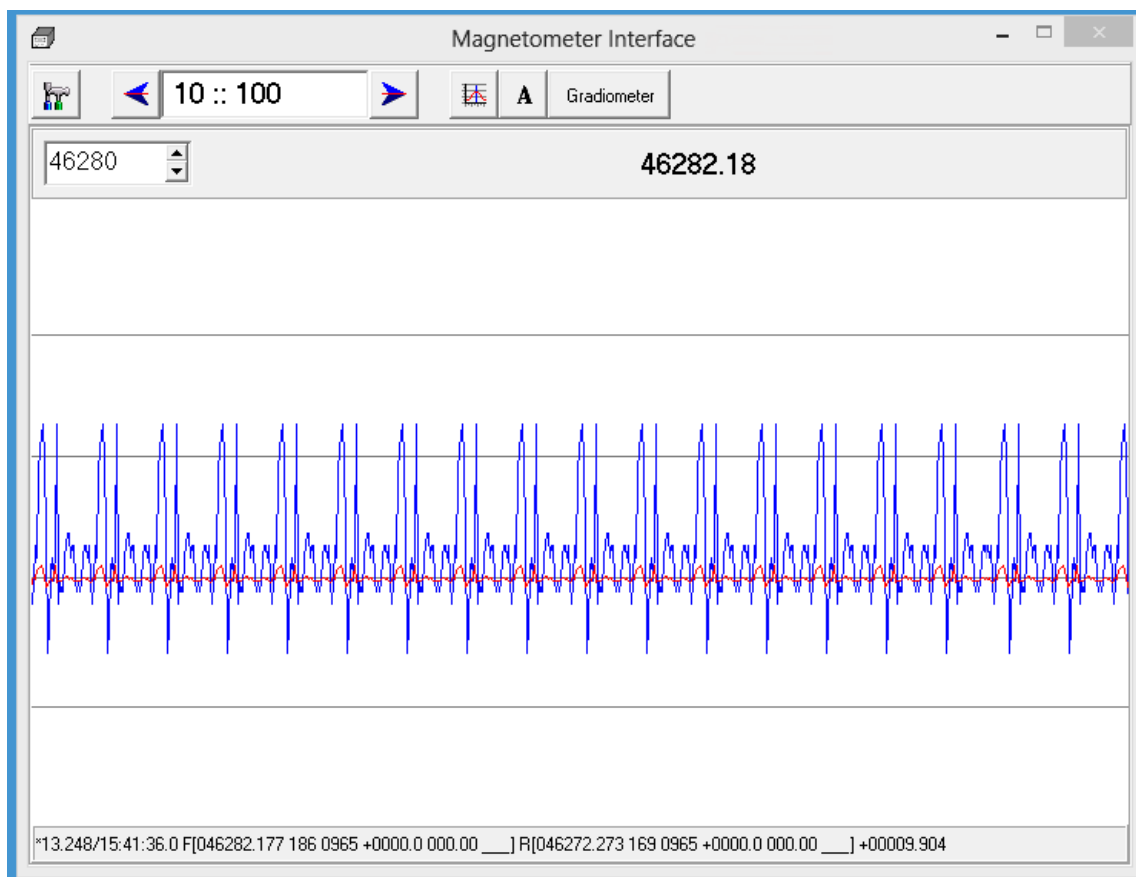 Magnetometer Interface
10 :: 100 A Gradiometer
46280 46282.18
*13.248/15:41:36.0 F[046282.177 186 0965 +0000.0 000.00 ___] R[046272.273 169 0965 +0000.0 000.00 ___] +00009.904